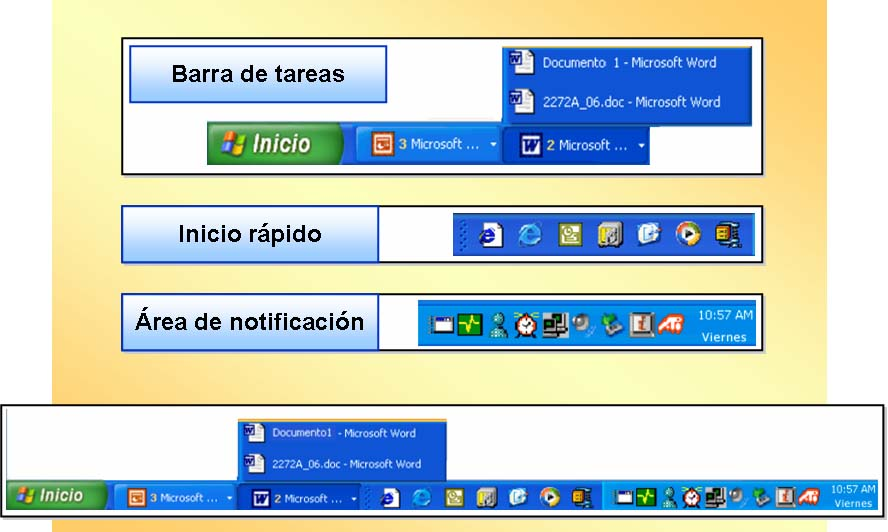 Barra de tareas
Documento 1 - Microsoft Word
2272A_06.doc - Microsoft Word
Inicio
3 Microsoft ...
2 Microsoft ...
Inicio rápido
Área de notificación
10:57 AM
Viernes
Documento1 - Microsoft Word
2272A_06.doc - Microsoft Word
Inicio
3 Microsoft ...
2 Microsoft ...
10:57 AM
Viernes